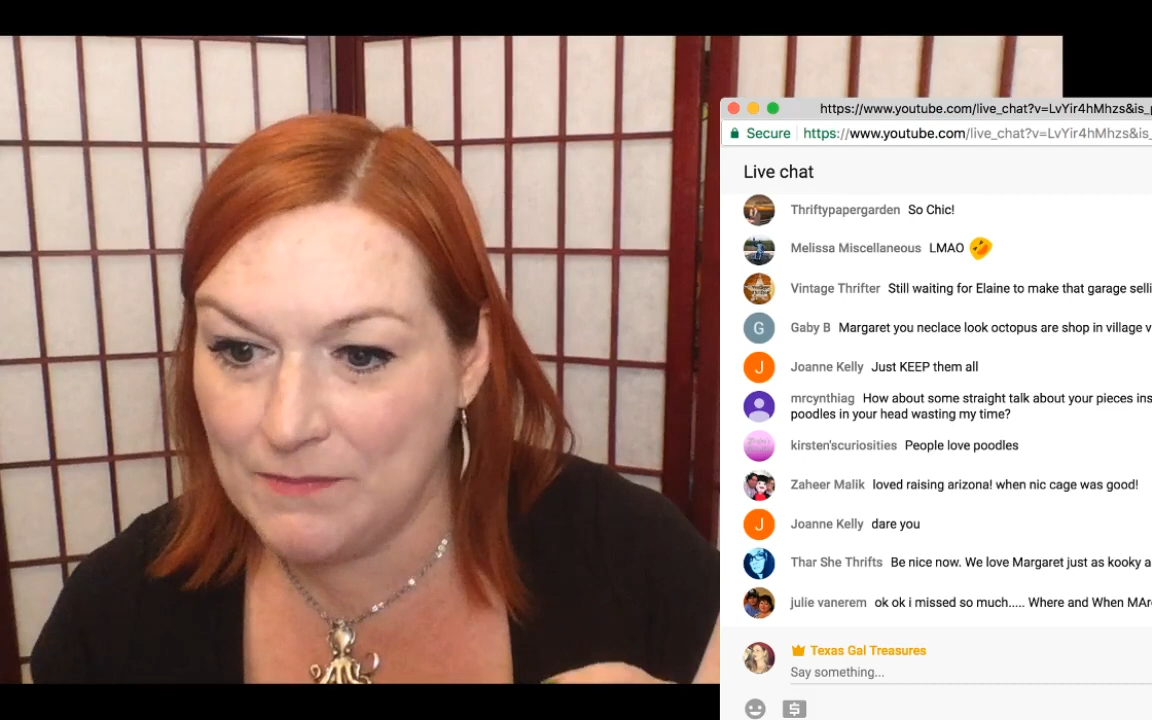 https://www.youtube.com/live_chat?v=LvYir4hMhzs&is_p
Secure https://www.youtube.com/live_chat?v=LvYir4hMhzs&is_
Live chat
Thriftypapergarden So Chic!
Melissa Miscellaneous LMAO 🤣
Vintage Thrifter Still waiting for Elaine to make that garage selli
G Gaby B Margaret you neclace look octopus are shop in village v
J Joanne Kelly Just KEEP them all
mrcynthiag How about some straight talk about your pieces ins
poodles in your head wasting my time?
kirsten'scuriosities People love poodles
Zaheer Malik loved raising arizona! when nic cage was good!
J Joanne Kelly dare you
Thar She Thrifts Be nice now. We love Margaret just as kooky a
julie vanerem ok ok i missed so much..... Where and When MAr
Texas Gal Treasures
Say something...